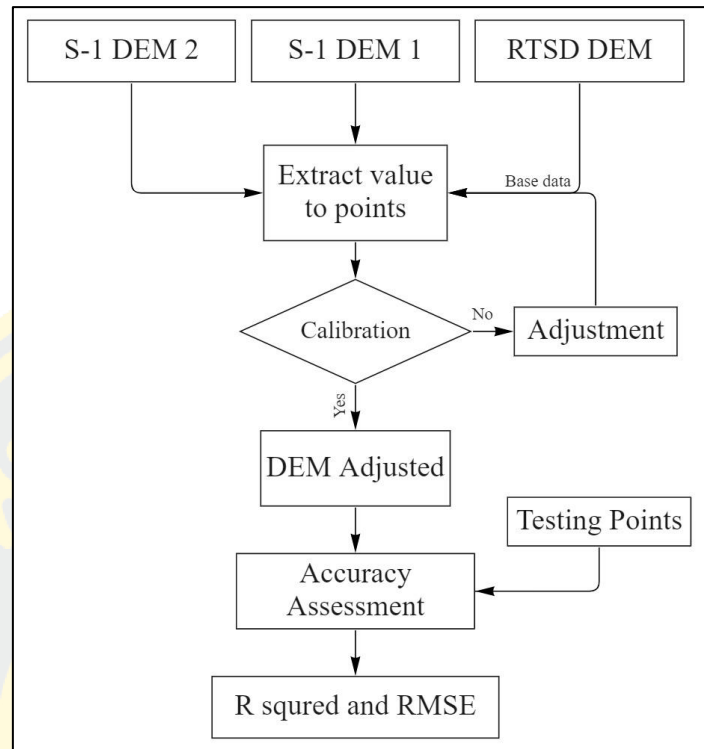 S-1 DEM 2
S-1 DEM 1
RTSD DEM
Extract value
to points
Base data
Calibration
No
Adjustment
Yes
DEM Adjusted
Testing Points
Accuracy
Assessment
R squred and RMSE